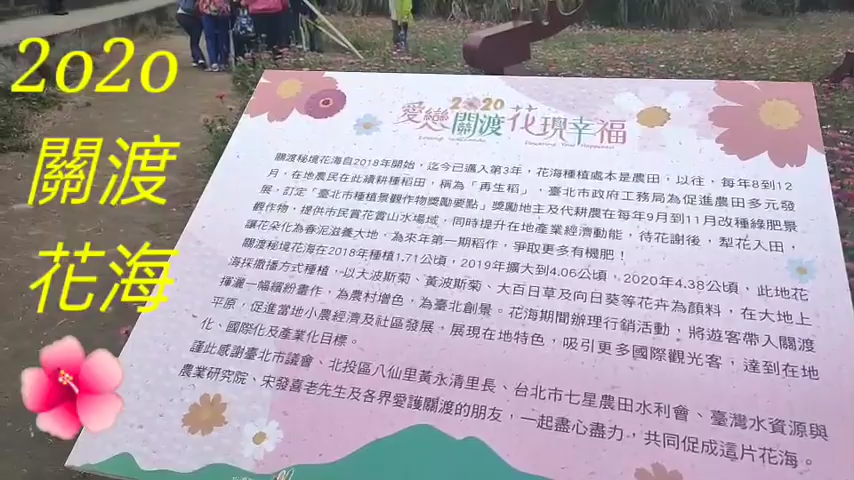 2020
關渡
花海
愛戀 2020 關渡 花現幸福
關渡秘境花海自2018年開始，迄今已邁入第3年，花海種植處本是農田，以往，每年8到12
月，在地農民在此續耕種稻田，稱為「再生稻」，臺北市政府工務局為促進農田多元發
展，訂定「臺北市種植景觀作物獎勵要點」獎勵地主及代耕農在每年9月到11月改種綠肥景
觀作物，提供市民賞花賞山水場域，同時提升在地產業經濟動能，待花謝後，犁花入田，
讓花朵化為春泥滋養大地，為來年第一期稻作，爭取更多有機肥！
關渡秘境花海在2018年種植1.71公頃，2019年擴大到4.06公頃，2020年4.38公頃，此地花
海採撒播方式種植，以大波斯菊、黃波斯菊、大百日草及向日葵等花卉為顏料，在大地上
揮灑一幅繽紛畫作，為農村增色，為臺北創景。花海期間辦理行銷活動，將遊客帶入關渡
平原，促進當地小農經濟及社區發展，展現在地特色，吸引更多國際觀光客，達到在地
化、國際化及產業化目標。
謹此感謝臺北市議會、北投區八仙里黃永清里長、台北市七星農田水利會、臺灣水資源與
農業研究院、宋發喜老先生及各界愛護關渡的朋友，一起盡心盡力，共同促成這片花海。